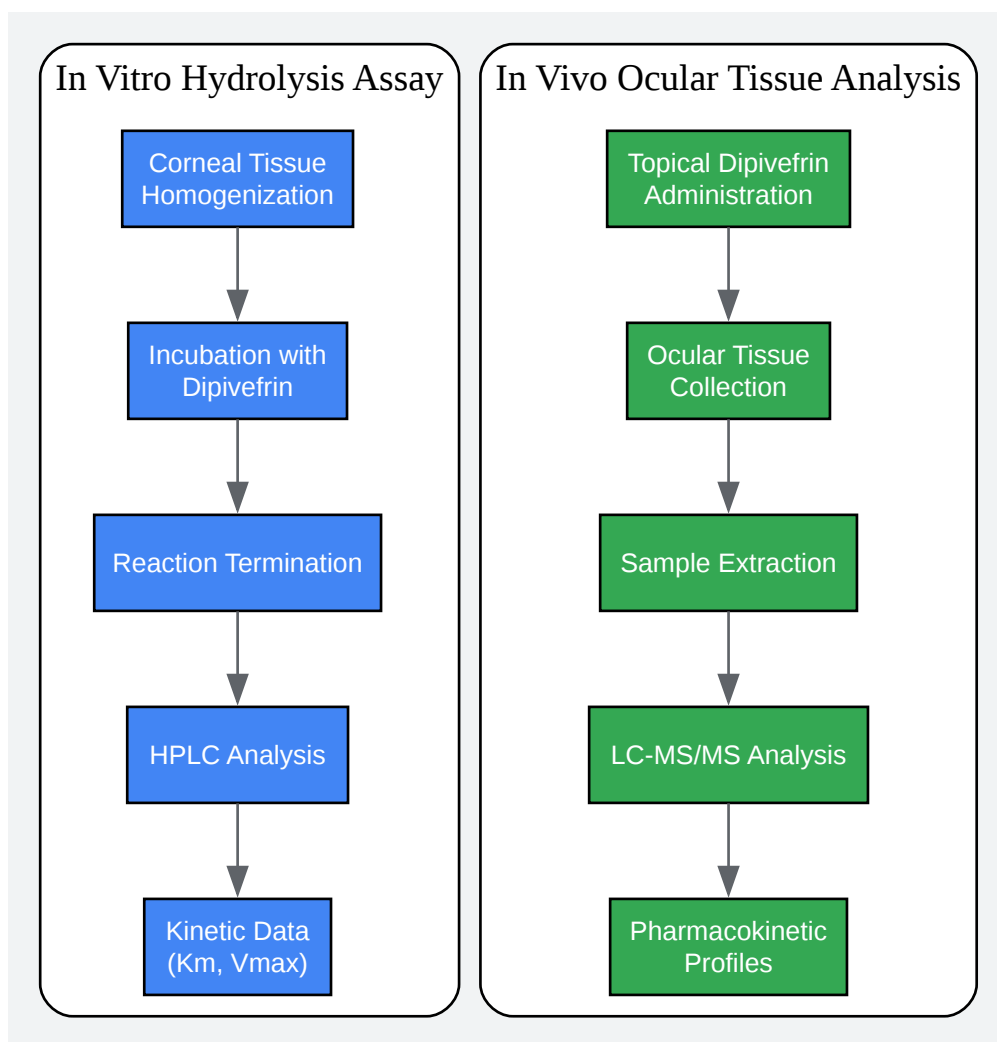 In Vitro Hydrolysis Assay
Corneal Tissue
Homogenization
Incubation with
Dipivefrin
Reaction Termination
HPLC Analysis
Kinetic Data
(Km, Vmax)
In Vivo Ocular Tissue Analysis
Topical Dipivefrin
Administration
Ocular Tissue
Collection
Sample Extraction
LC-MS/MS Analysis
Pharmacokinetic
Profiles